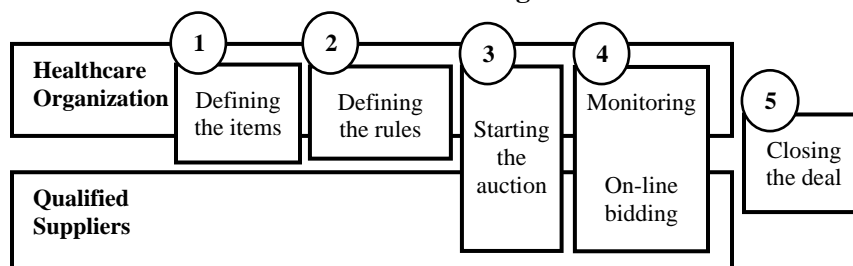 1
2
3
4
5
Healthcare
Organization
Defining
the items
Defining
the rules
Starting
the
auction
Monitoring
On-line
bidding
Closing
the deal
Qualified
Suppliers